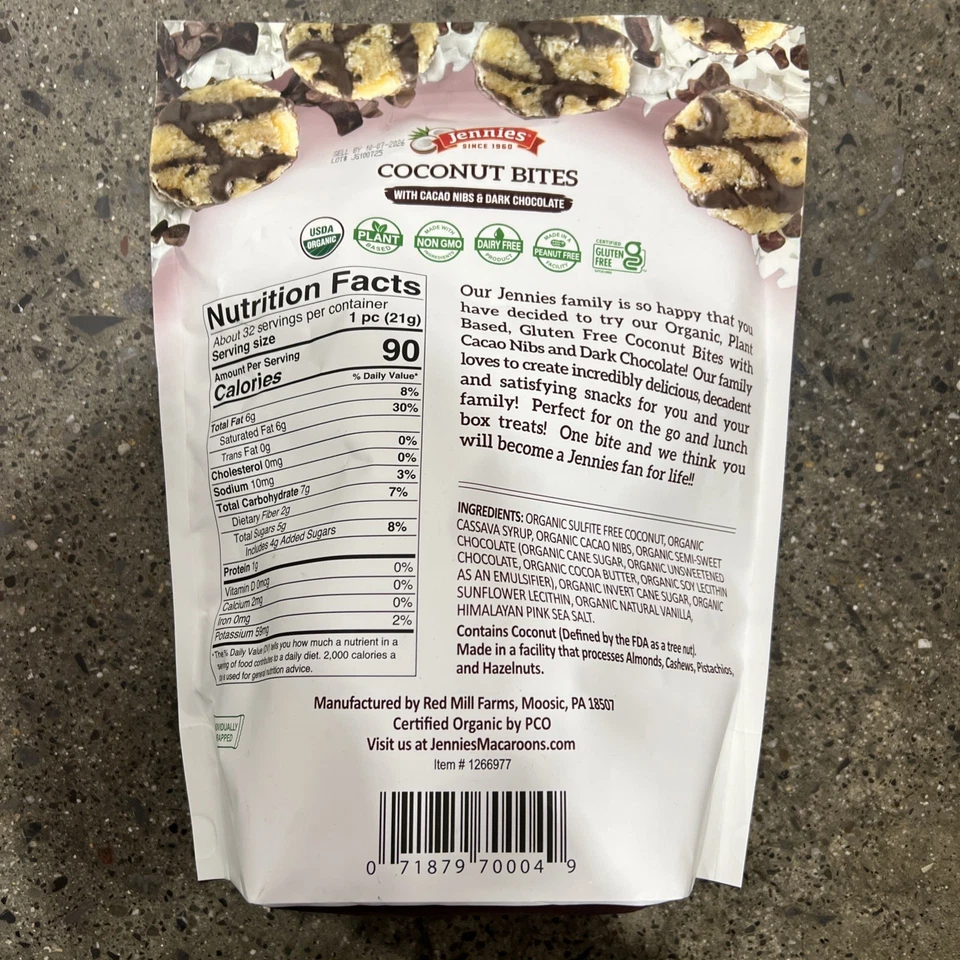 SELL BY 10-07-2026
LOT# JG100T25
Jennies
SINCE 1960
COCONUT BITES
WITH CACAO NIBS & DARK CHOCOLATE
USDA
ORGANIC
PLANT
BASED
MADE WITH
NON GMO
INGREDIENTS
DAIRY FREE
PRODUCT
MADE IN A
PEANUT FREE
FACILITY
CERTIFIED
GLUTEN
FREE
Nutrition Facts
About 32 servings per container
Serving size 1 pc (21g)
Amount Per Serving
Calories 90
% Daily Value*
Total Fat 6g 8%
Saturated Fat 6g 30%
Trans Fat 0g
Cholesterol 0mg 0%
Sodium 10mg 0%
Total Carbohydrate 7g 3%
Dietary Fiber 2g 7%
Total Sugars 5g
Includes 4g Added Sugars 8%
Protein 1g
Vitamin D 0mcg 0%
Calcium 2mg 0%
Iron 0mg 0%
Potassium 59mg 2%
*The % Daily Value (DV) tells you how much a nutrient in a
serving of food contributes to a daily diet. 2,000 calories a
day is used for general nutrition advice.
Our Jennies family is so happy that you
have decided to try our Organic, Plant
Based, Gluten Free Coconut Bites with
Cacao Nibs and Dark Chocolate! Our family
loves to create incredibly delicious, decadent
and satisfying snacks for you and your
family! Perfect for on the go and lunch
box treats! One bite and we think you
will become a Jennies fan for life!!
INGREDIENTS: ORGANIC SULFITE FREE COCONUT, ORGANIC
CASSAVA SYRUP, ORGANIC CACAO NIBS, ORGANIC SEMI-SWEET
CHOCOLATE (ORGANIC CANE SUGAR, ORGANIC UNSWEETENED
CHOCOLATE, ORGANIC COCOA BUTTER, ORGANIC SOY LECITHIN
AS AN EMULSIFIER), ORGANIC INVERT CANE SUGAR, ORGANIC
SUNFLOWER LECITHIN, ORGANIC NATURAL VANILLA,
HIMALAYAN PINK SEA SALT.
Contains Coconut (Defined by the FDA as a tree nut).
Made in a facility that processes Almonds, Cashews, Pistachios,
and Hazelnuts.
Manufactured by Red Mill Farms, Moosic, PA 18507
Certified Organic by PCO
Visit us at JenniesMacaroons.com
Item # 1266977
IVIDUALLY
RAPPED
0 71879 70004 9